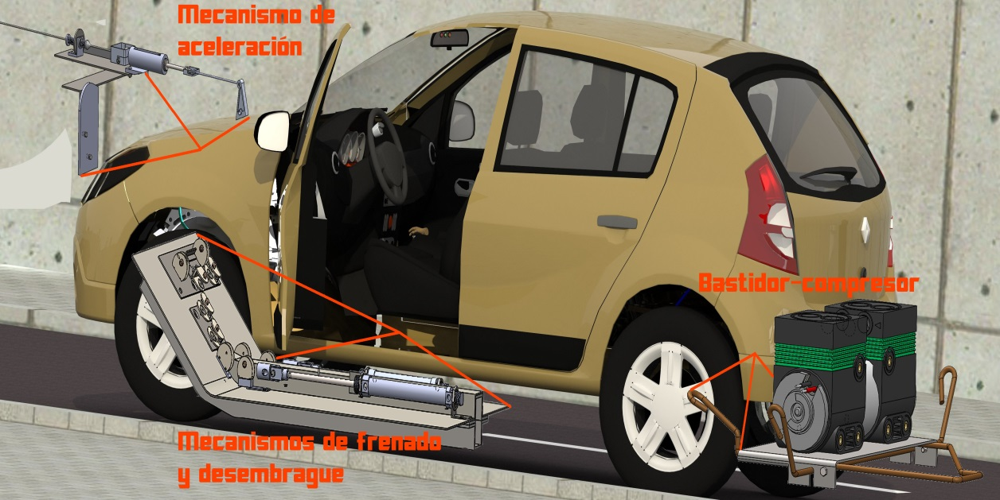 Mecanismo de
aceleración
Bastidor-compresor
Mecanismos de frenado
y desembrague